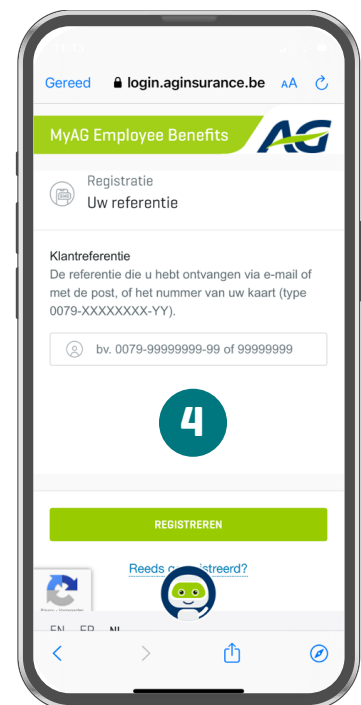 Gereed
login.aginsurance.be
AA
MyAG Employee Benefits
AG
Registratie
Uw referentie
Klantreferentie
De referentie die u hebt ontvangen via e-mail of
met de post, of het nummer van uw kaart (type
0079-XXXXXXXX-YY).
bv. 0079-99999999-99 of 99999999
4
REGISTREREN
Reeds geregistreerd?
EN FR NL